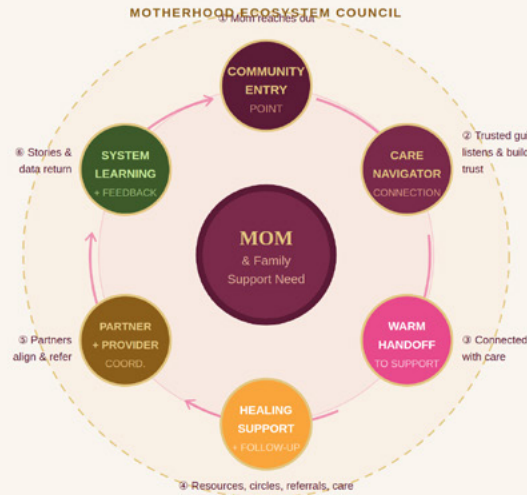 MOTHERHOOD ECOSYSTEM COUNCIL
① Mom reaches out
COMMUNITY
ENTRY
POINT
② Trusted
listens & build
trust
CARE
NAVIGATOR
CONNECTION
③ Connected
with care
WARM
HANDOFF
TO SUPPORT
④ Resources, circles, referrals, care
HEALING
SUPPORT
+ FOLLOW-UP
⑤ Partners
align & refer
PARTNER
+ PROVIDER
COORD.
⑥ Stories &
data return
SYSTEM
LEARNING
+ FEEDBACK
MOM
& Family
Support Need